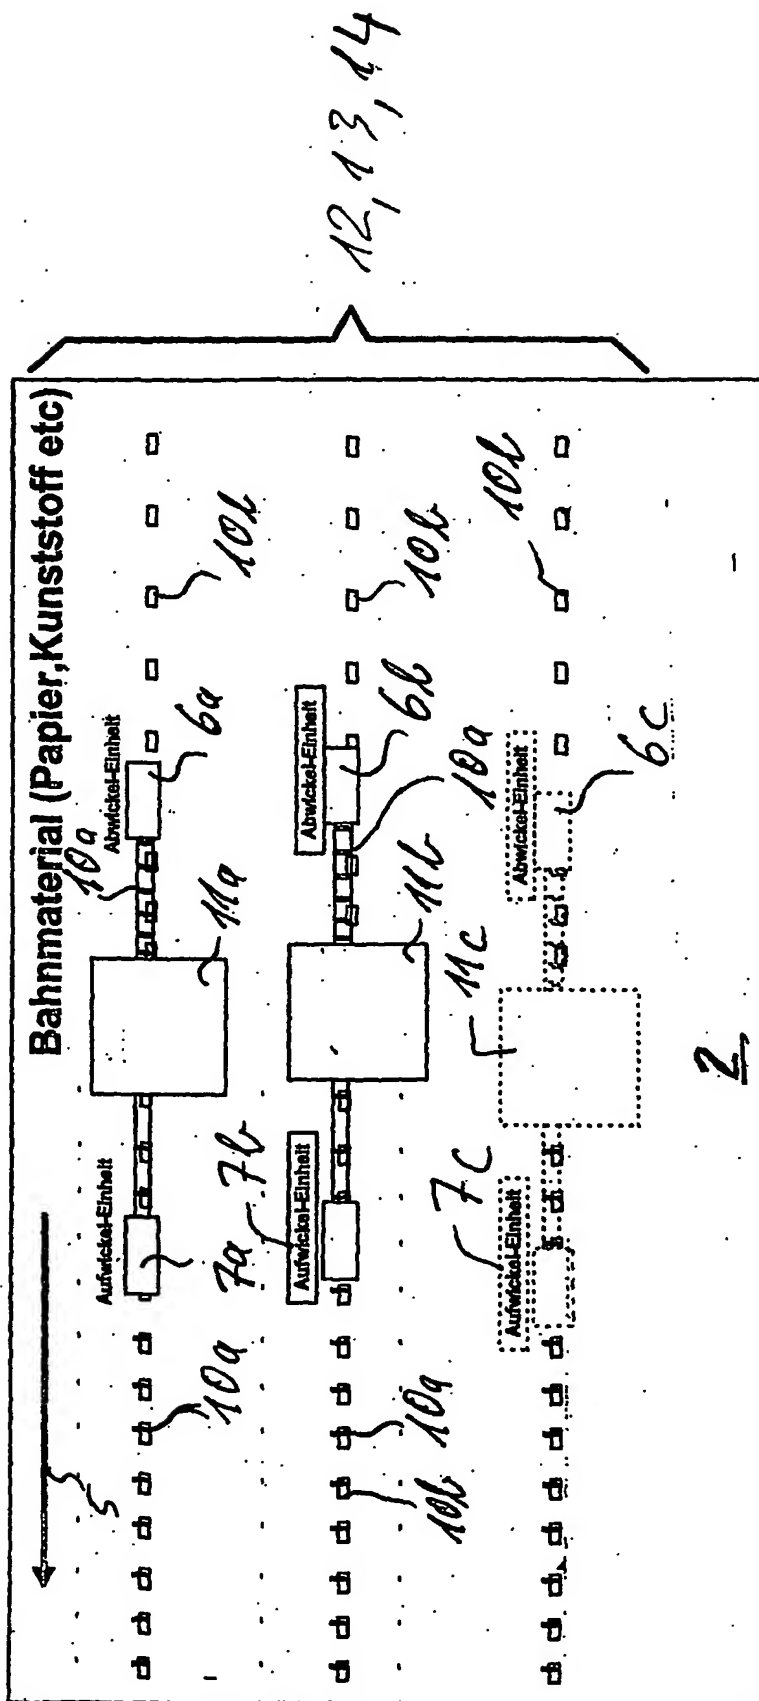 12, 13, 14
Bahnmaterial (Papier,Kunststoff etc)
5
Aufwickel-Einheit
Abwickel-Einheit
10a
10a
7a
11a
6a
10b
Aufwickel-Einheit
Abwickel-Einheit
7b
10b
10a
11b
10a
6b
10b
Aufwickel-Einheit
Abwickel-Einheit
7c
11c
6c
10b
2